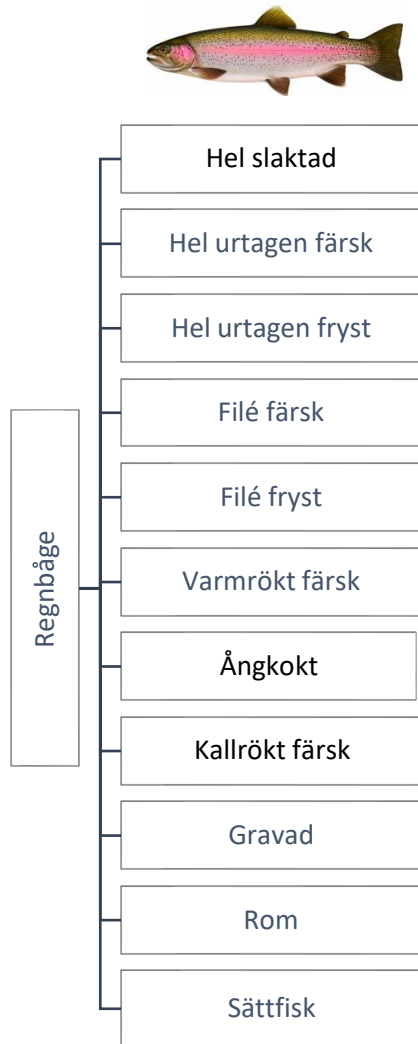 Hel slaktad
Hel urtagen färsk
Hel urtagen fryst
Filé färsk
Filé fryst
Regnbåge
Varmrökt färsk
Ångkokt
Kallrökt färsk
Gravad
Rom
Sättfisk